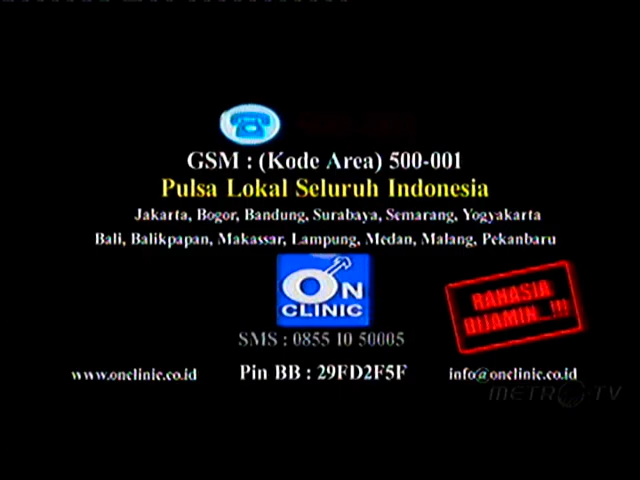 GSM : (Kode Area) 500-001
Pulsa Lokal Seluruh Indonesia
Jakarta, Bogor, Bandung, Surabaya, Semarang, Yogyakarta
Bali, Balikpapan, Makassar, Lampung, Medan, Malang, Pekanbaru
ON
CLINIC
RAHASIA
DIJAMIN...!!!
SMS : 0855 10 50005
www.onclinic.co.id
Pin BB : 29FD2F5F
info@onclinic.co.id
METRO TV